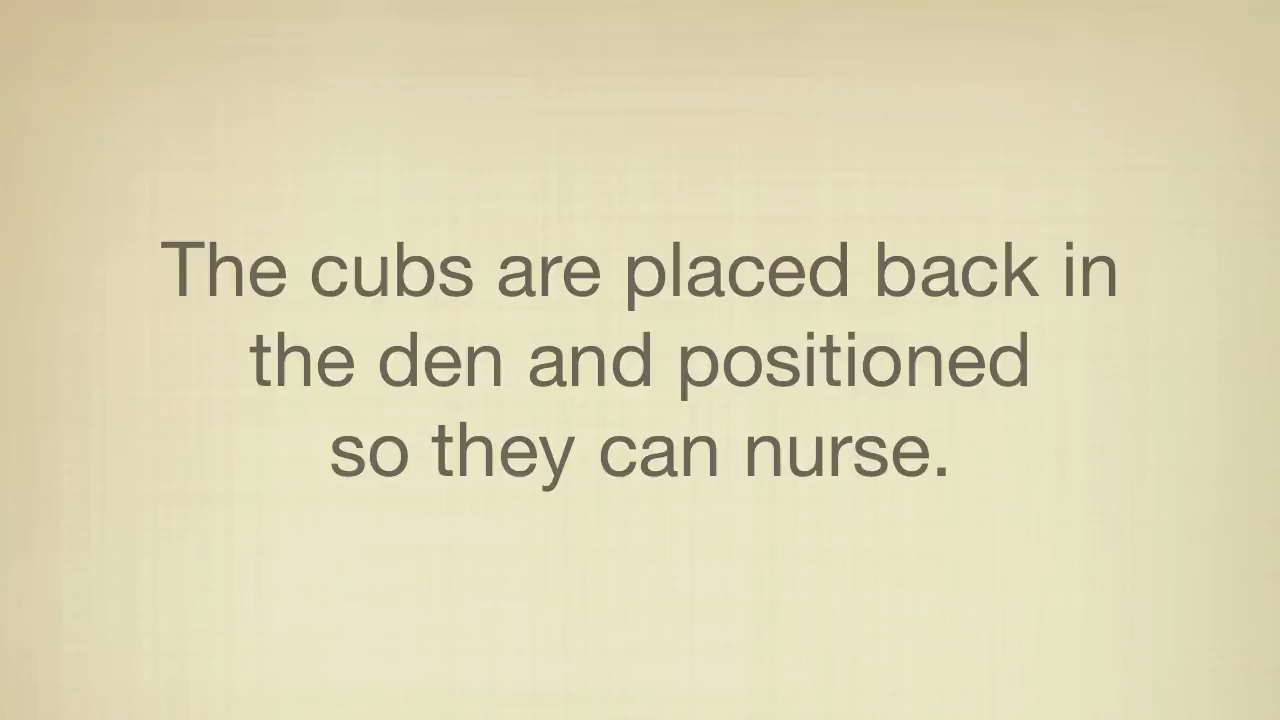 The cubs are placed back in
the den and positioned
so they can nurse.